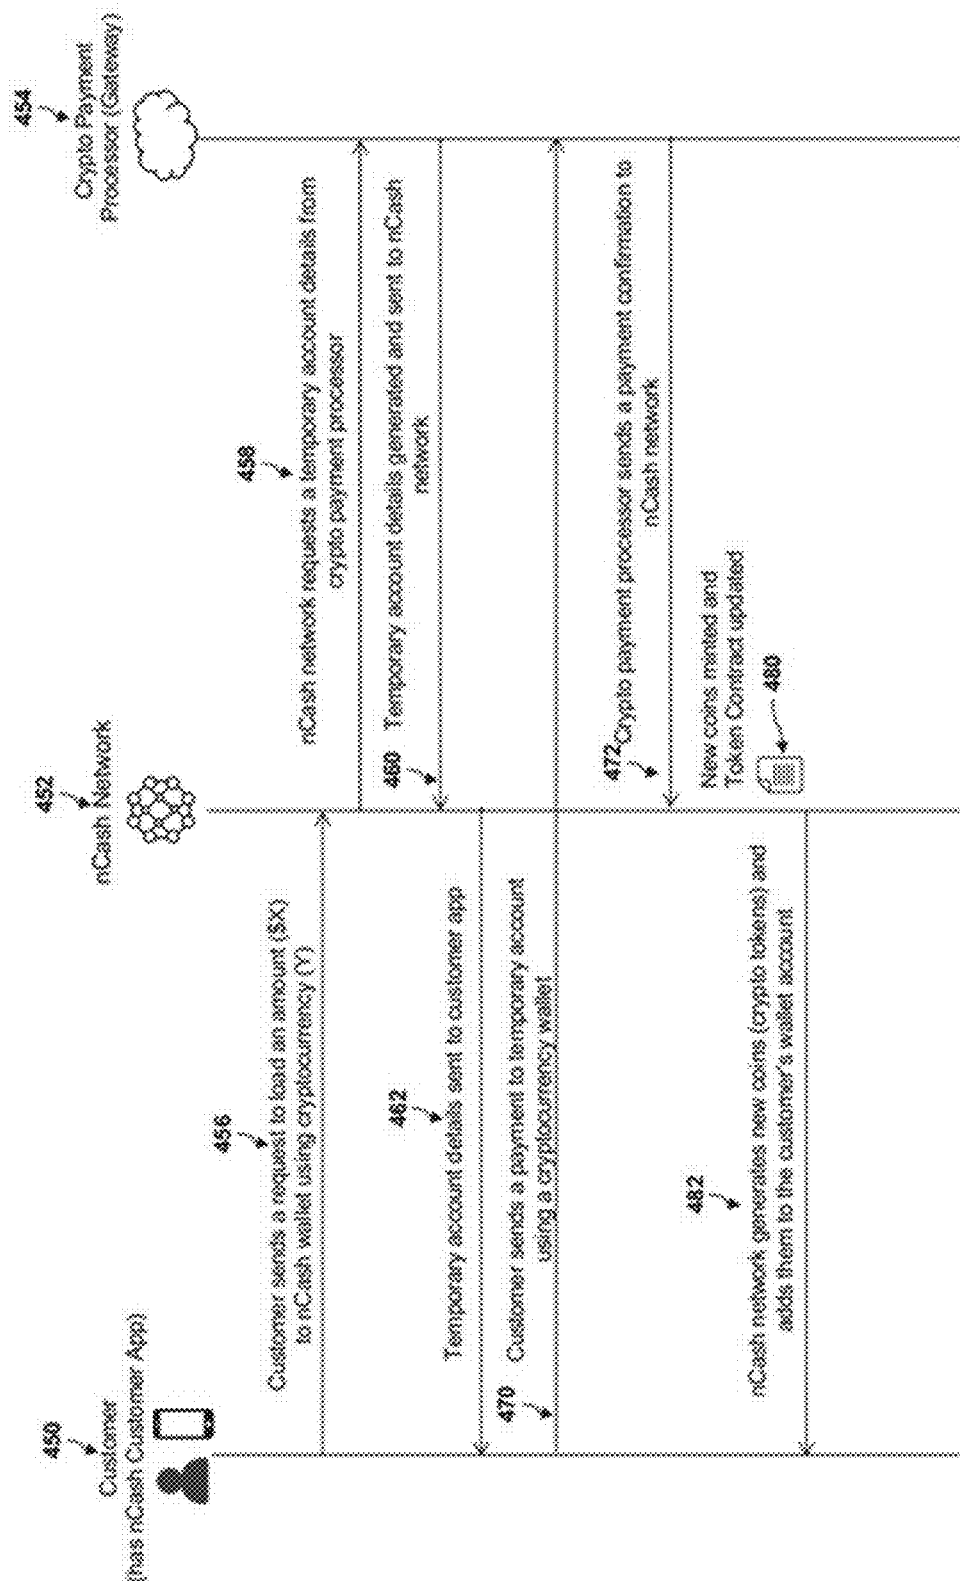 450
Customer
(has nCash Customer App)
452
nCash Network
454
Crypto Payment
Processor (Gateway)
456
Customer sends a request to load an amount ($X)
to nCash wallet using cryptocurrency (Y)
458
nCash network requests a temporary account details from
crypto payment processor
460
Temporary account details generated and sent to nCash
network
462
Temporary account details sent to customer app
470
Customer sends a payment to temporary account
using a cryptocurrency wallet
472
Crypto payment processor sends a payment confirmation to
nCash network
New coins minted and
Token Contract updated
480
482
nCash network generates new coins (crypto tokens) and
adds them to the customer's wallet account